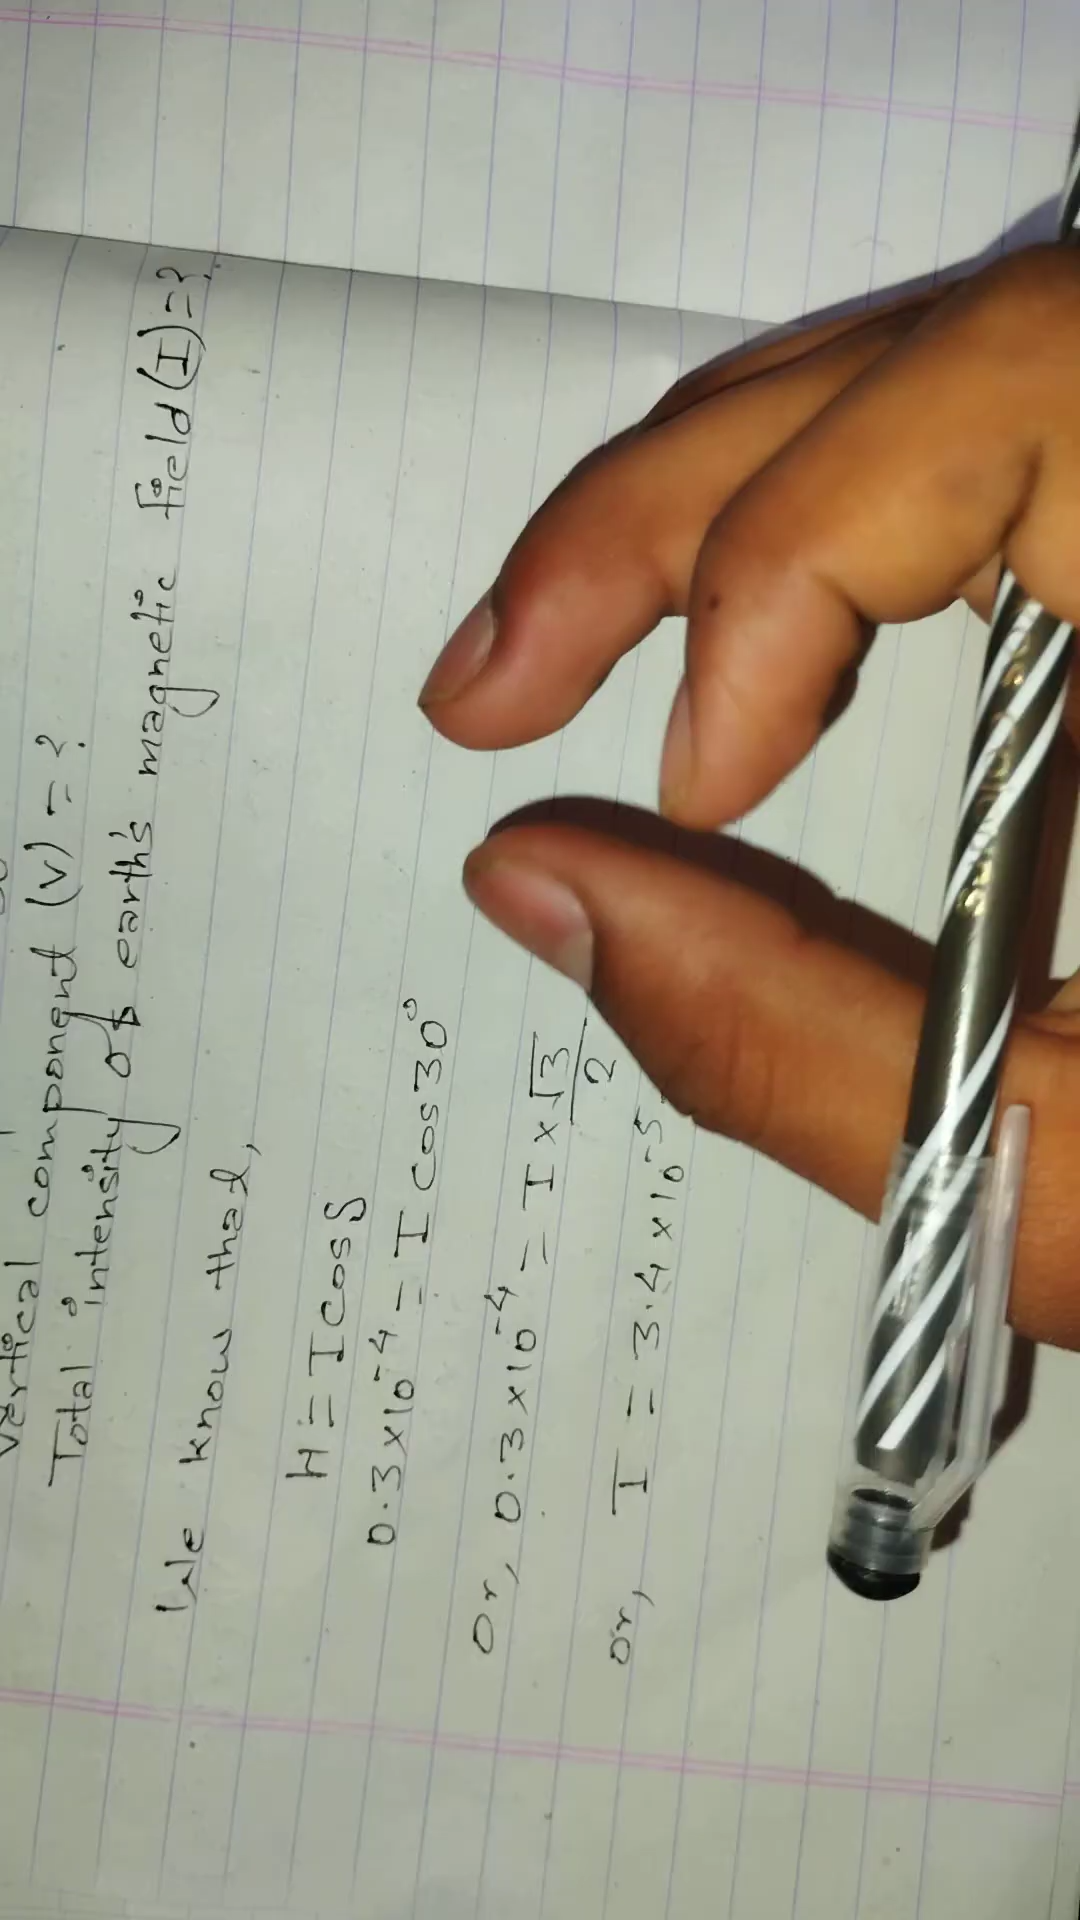 Vertical component (V) = ?
Total intensity of earth's magnetic field (I) = ?
We know that,
H = I cos δ
0.3 × 10⁻⁴ = I cos 30°
or, 0.3 × 10⁻⁴ = I × √3/2
or, I = 3.4 × 10⁻⁵